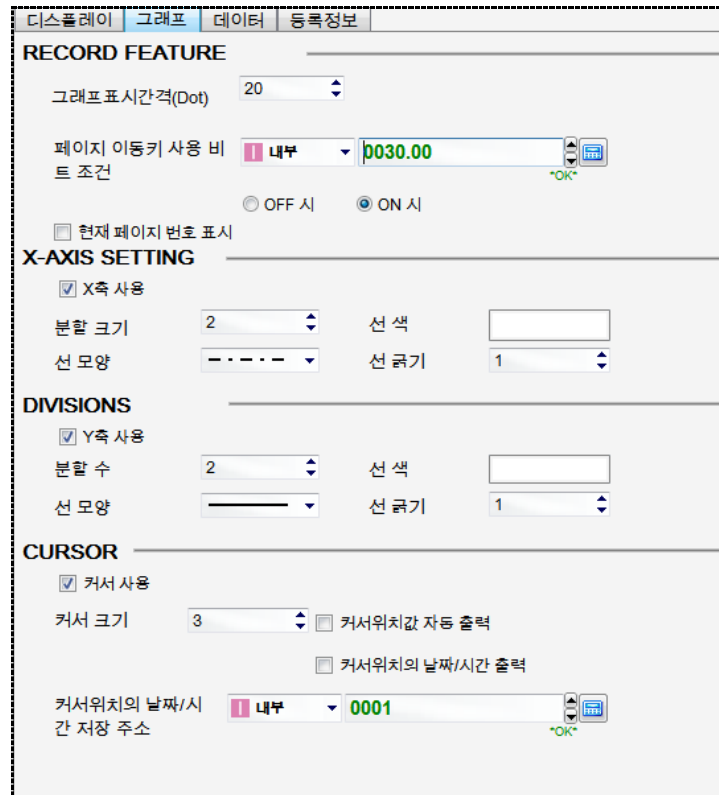 디스플레이 그래프 데이터 등록정보
RECORD FEATURE
그래프표시간격(Dot) 20
페이지 이동키 사용 비 내부 0030.00
트 조건 *OK*
OFF 시 ON 시
현재 페이지 번호 표시
X-AXIS SETTING
X축 사용
분할 크기 2 선 색
선 모양 선 굵기 1
DIVISIONS
Y축 사용
분할 수 2 선 색
선 모양 선 굵기 1
CURSOR
커서 사용
커서 크기 3 커서위치값 자동 출력
커서위치의 날짜/시간 출력
커서위치의 날짜/시 내부 0001
간 저장 주소 *OK*